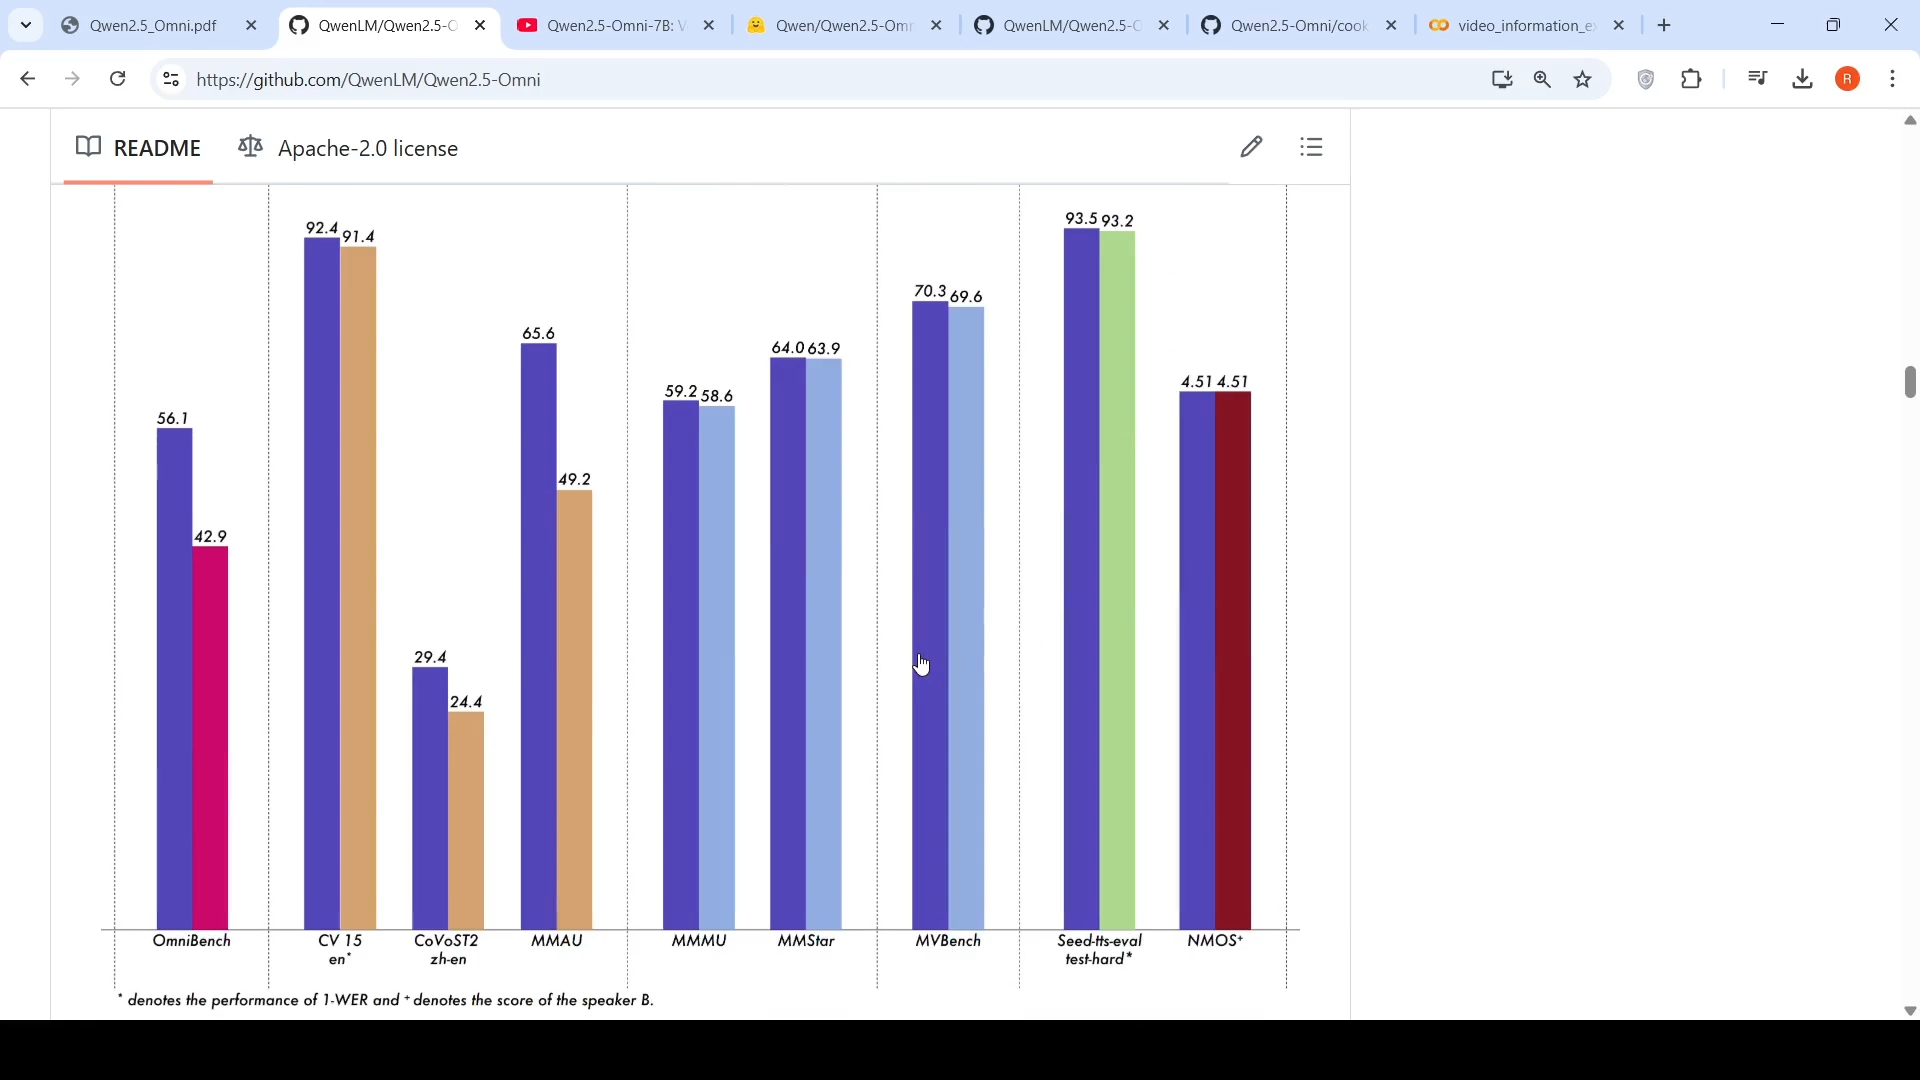 Qwen2.5_Omni.pdf
QwenLM/Qwen2.5-O
Qwen2.5-Omni-7B: V
Qwen/Qwen2.5-Omn
QwenLM/Qwen2.5-O
Qwen2.5-Omni/cook
video_information_ex
https://github.com/QwenLM/Qwen2.5-Omni
R
README
Apache-2.0 license
92.4 91.4
93.5 93.2
70.3 69.6
65.6
64.0 63.9
59.2 58.6
4.51 4.51
56.1
49.2
42.9
29.4
24.4
OmniBench
CV 15
en*
CoVoST2
zh-en
MMAU
MMMU
MMStar
MVBench
Seed-tts-eval
test-hard*
NMOS+
* denotes the performance of 1-WER and + denotes the score of the speaker B.